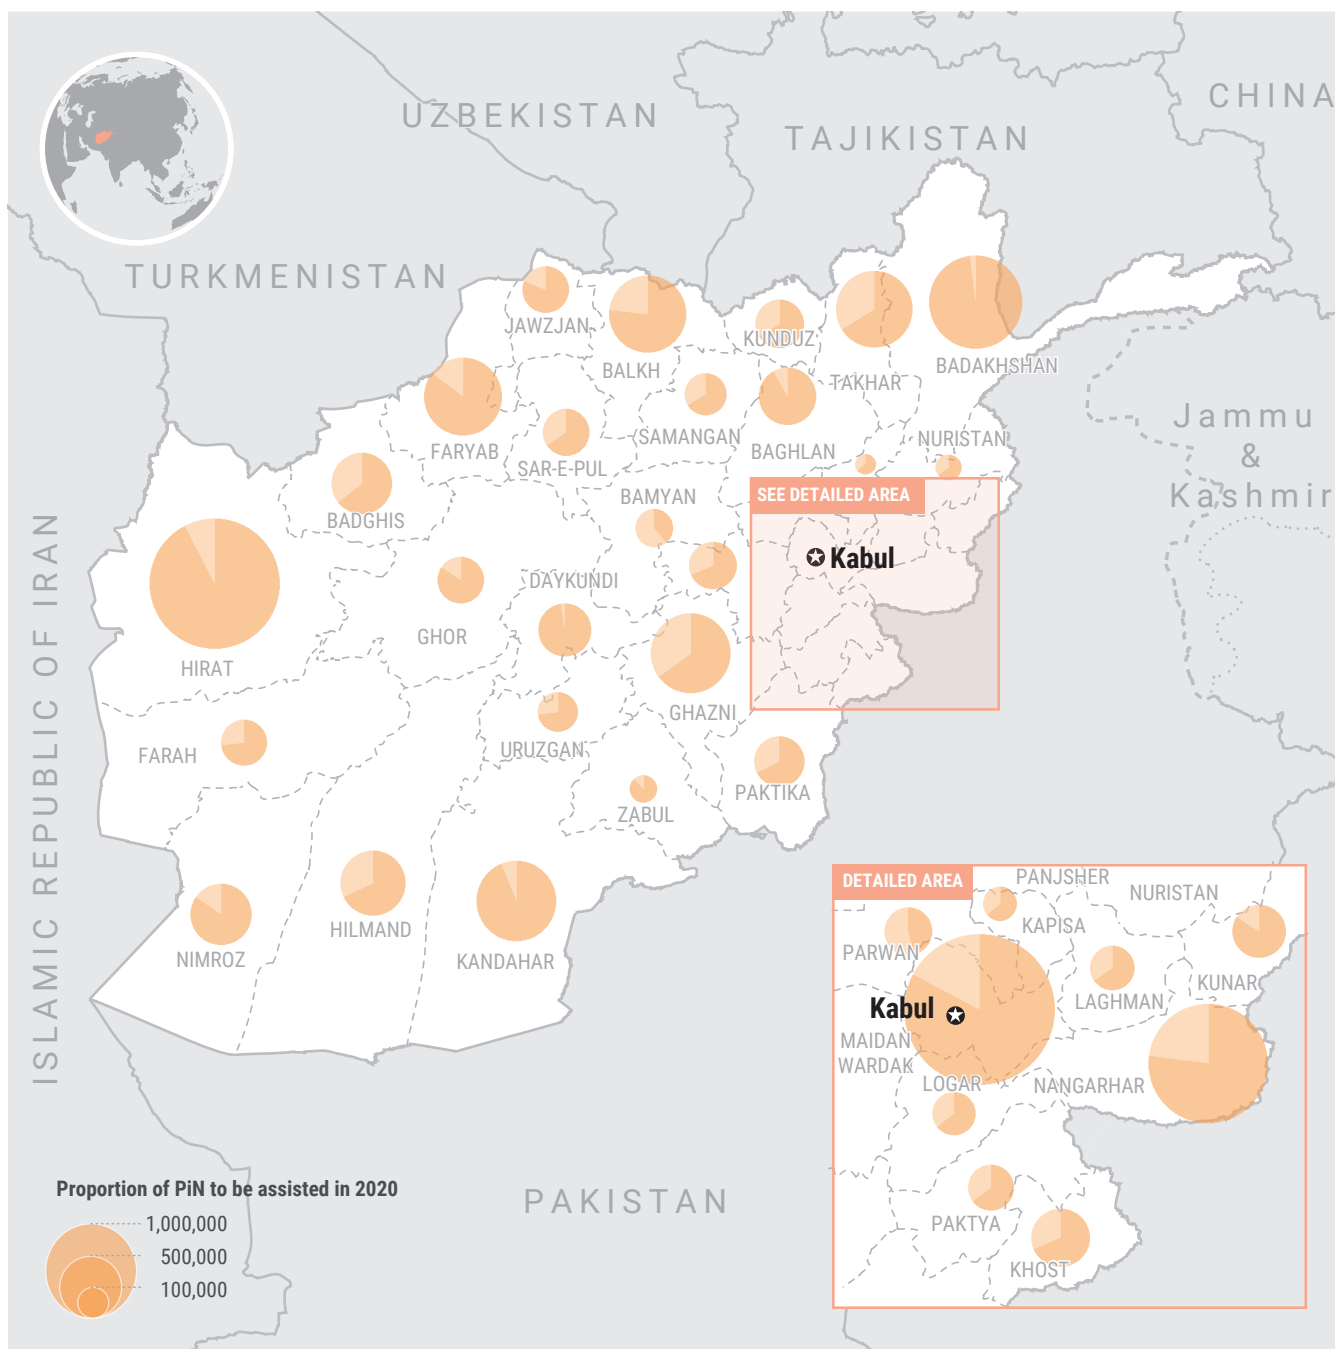 CHINA
UZBEKISTAN
TAJIKISTAN
TURKMENISTAN
JAWZJAN
KUNDUZ
BALKH
BADAKHSHAN
TAKHAR
Jammu
&
Kashmir
SAMANGAN
NURISTAN
FARYAB
BAGHLAN
SAR-E-PUL
BAMYAN
SEE DETAILED AREA
BADGHIS
Kabul
DAYKUNDI
GHOR
HIRAT
GHAZNI
URUZGAN
FARAH
PAKTIKA
ZABUL
ISLAMIC REPUBLIC OF IRAN
HILMAND
NIMROZ
KANDAHAR
DETAILED AREA
PANJSHER
NURISTAN
KAPISA
PARWAN
KUNAR
LAGHMAN
Kabul
MAIDAN
WARDAK
LOGAR
NANGARHAR
PAKTYA
KHOST
PAKISTAN
Proportion of PiN to be assisted in 2020
1,000,000
500,000
100,000